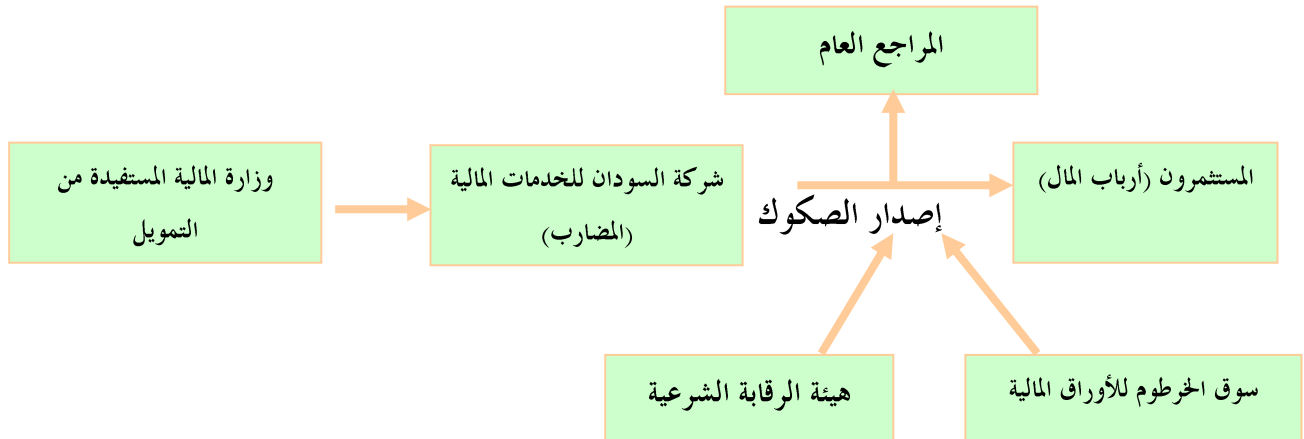 المراجع العام
المستثمرون (أرباب المال)
شركة السودان للخدمات المالية
(المضارب)
وزارة المالية المستفيدة من
التمويل
إصدار الصكوك
سوق الخرطوم للأوراق المالية
هيئة الرقابة الشرعية